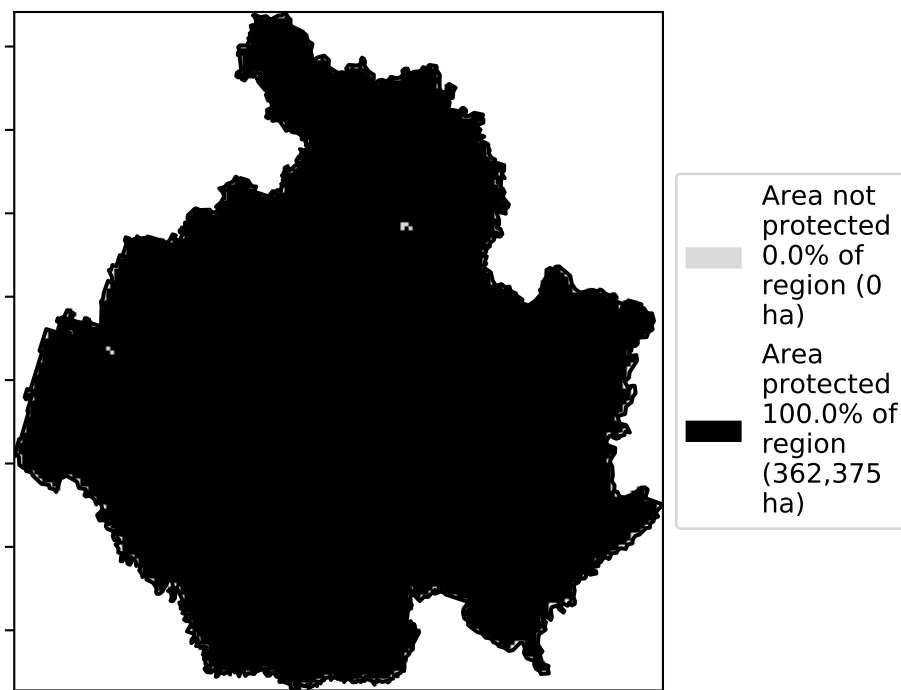 Area not
protected
0.0% of
region (0
ha)
Area
protected
100.0% of
region
(362,375
ha)